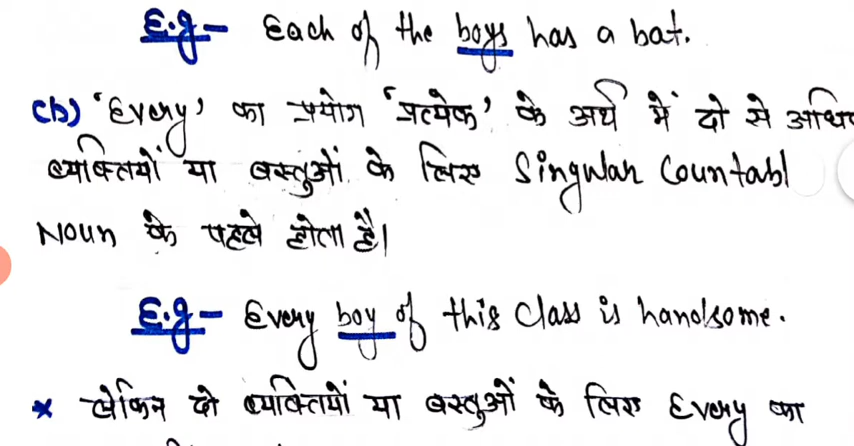 E.g- Each of the boys has a bat.
(b) 'Every' का प्रयोग 'प्रत्येक' के अर्थ में दो से अधि
व्यक्तियों या वस्तुओं के लिए Singular Countabl
Noun के पहले होता है।
E.g- Every boy of this class is handsome.
* लेकिन दो व्यक्तियों या वस्तुओं के लिए Every का